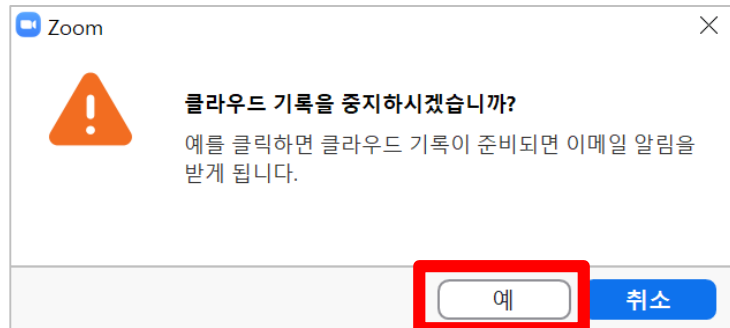 Zoom
클라우드 기록을 중지하시겠습니까?
예를 클릭하면 클라우드 기록이 준비되면 이메일 알림을
받게 됩니다.
예
취소